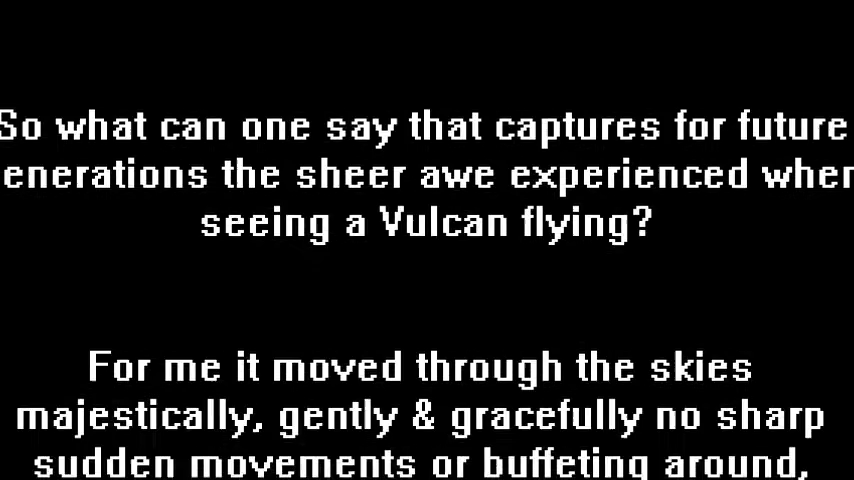 So what can one say that captures for future
enerations the sheer awe experienced when
seeing a Vulcan flying?
For me it moved through the skies
majestically, gently & gracefully no sharp
sudden movements or buffeting around,